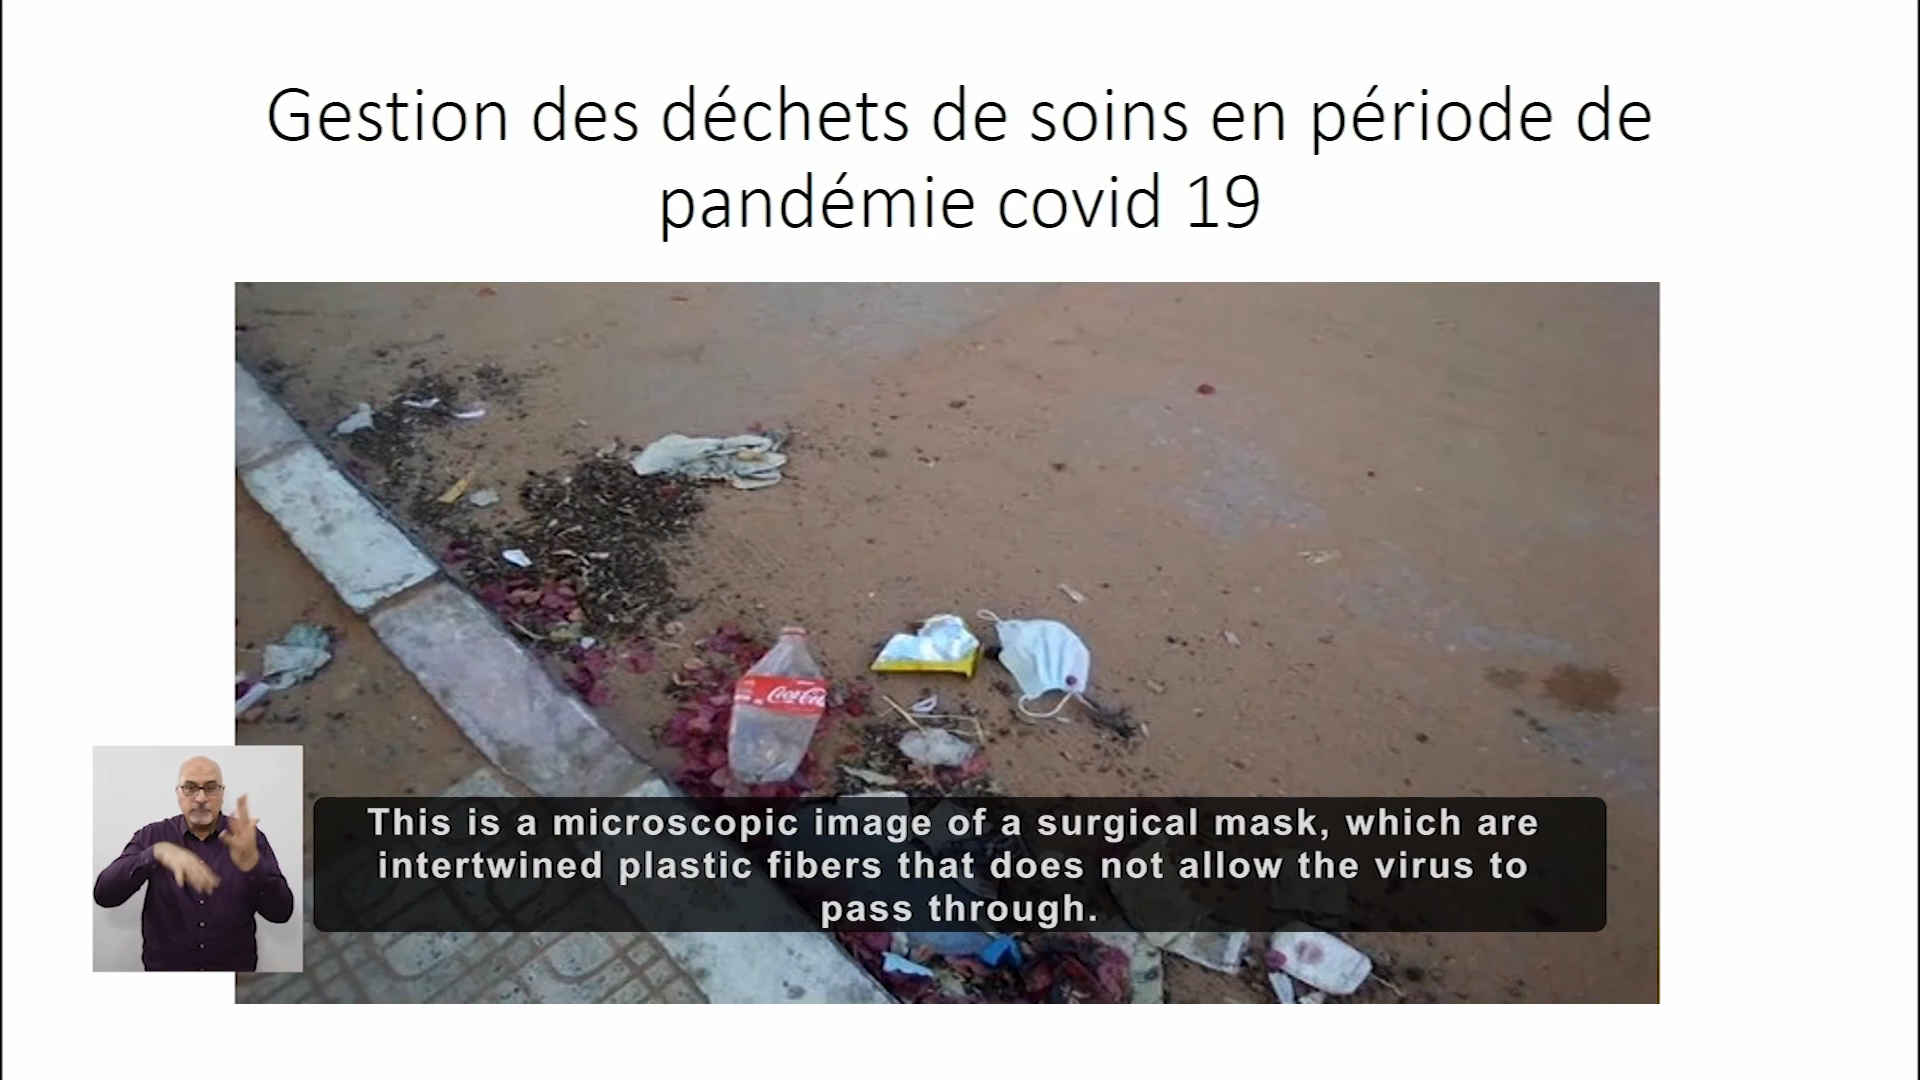 Gestion des déchets de soins en période de
pandémie covid 19
Coca-Cola
This is a microscopic image of a surgical mask, which are
intertwined plastic fibers that does not allow the virus to
pass through.